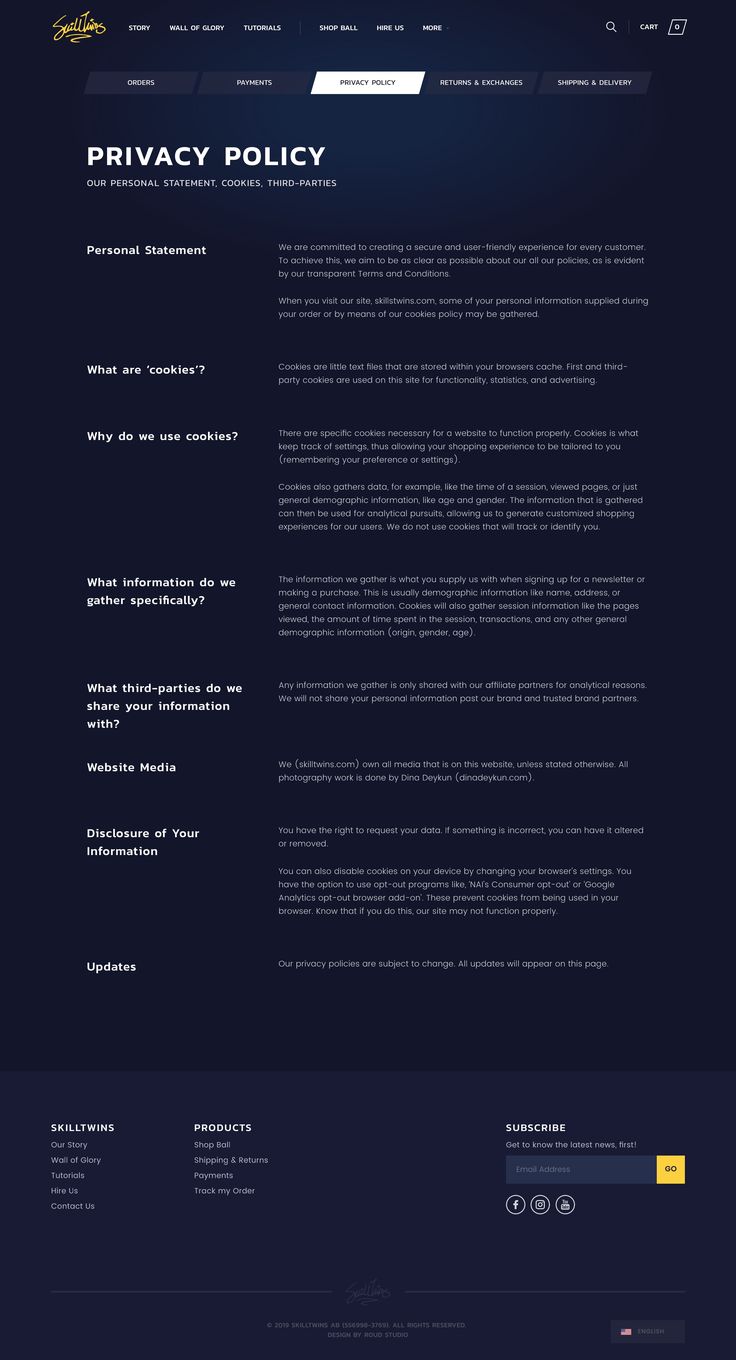 SkillTwins
STORY WALL OF GLORY TUTORIALS SHOP BALL HIRE US MORE CART 0
ORDERS PAYMENTS PRIVACY POLICY RETURNS & EXCHANGES SHIPPING & DELIVERY
PRIVACY POLICY
OUR PERSONAL STATEMENT, COOKIES, THIRD-PARTIES
Personal Statement
We are committed to creating a secure and user-friendly experience for every customer.
To achieve this, we aim to be as clear as possible about our all our policies, as is evident
by our transparent Terms and Conditions.
When you visit our site, skillstwins.com, some of your personal information supplied during
your order or by means of our cookies policy may be gathered.
What are ‘cookies’?
Cookies are little text files that are stored within your browsers cache. First and third-
party cookies are used on this site for functionality, statistics, and advertising.
Why do we use cookies?
There are specific cookies necessary for a website to function properly. Cookies is what
keep track of settings, thus allowing your shopping experience to be tailored to you
(remembering your preference or settings).
Cookies also gathers data, for example, like the time of a session, viewed pages, or just
general demographic information, like age and gender. The information that is gathered
can then be used for analytical pursuits, allowing us to generate customized shopping
experiences for our users. We do not use cookies that will track or identify you.
What information do we
gather specifically?
The information we gather is what you supply us with when signing up for a newsletter or
making a purchase. This is usually demographic information like name, address, or
general contact information. Cookies will also gather session information like the pages
viewed, the amount of time spent in the session, transactions, and any other general
demographic information (origin, gender, age).
What third-parties do we
share your information
with?
Any information we gather is only shared with our affiliate partners for analytical reasons.
We will not share your personal information past our brand and trusted brand partners.
Website Media
We (skilltwins.com) own all media that is on this website, unless stated otherwise. All
photography work is done by Dina Deykun (dinadeykun.com).
Disclosure of Your
Information
You have the right to request your data. If something is incorrect, you can have it altered
or removed.
You can also disable cookies on your device by changing your browser's settings. You
have the option to use opt-out programs like, 'NAI's Consumer opt-out' or 'Google
Analytics opt-out browser add-on'. These prevent cookies from being used in your
browser. Know that if you do this, our site may not function properly.
Updates
Our privacy policies are subject to change. All updates will appear on this page.
SKILLTWINS
Our Story
Wall of Glory
Tutorials
Hire Us
Contact Us
PRODUCTS
Shop Ball
Shipping & Returns
Payments
Track my Order
SUBSCRIBE
Get to know the latest news, first!
Email Address GO
You Tube
SkillTwins
© 2019 SKILLTWINS AB (556998-3759). ALL RIGHTS RESERVED.
DESIGN BY ROUD STUDIO
ENGLISH